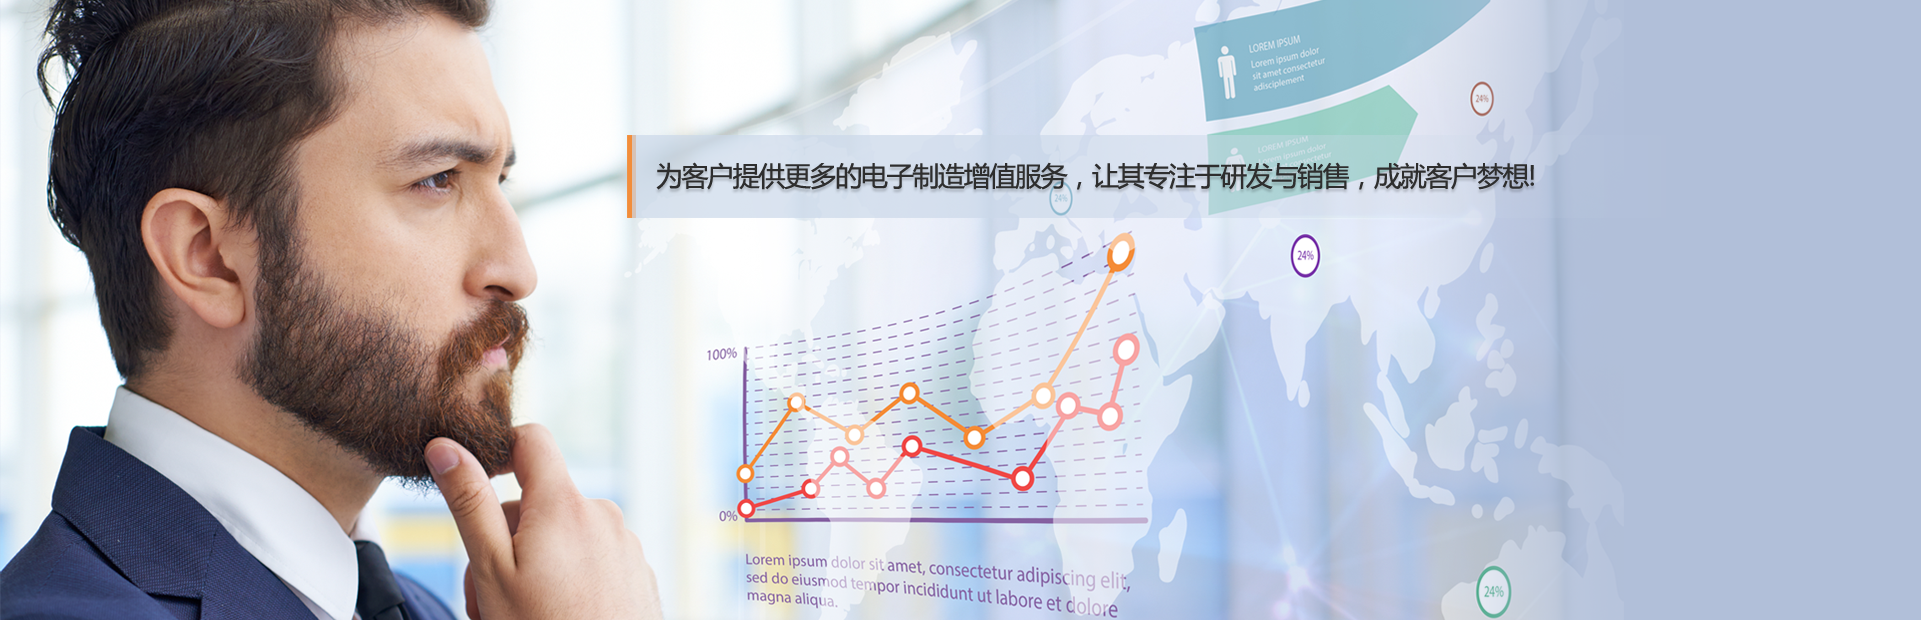 LOREM IPSUM
Lorem ipsum dolor
sit amet consectetur
adisciplement
24%
LOREM IPSUM
为客户提供更多的电子制造增值服务，让其专注于研发与销售，成就客户梦想!
24%
24%
100%
0%
Lorem ipsum dolor sit amet, consectetur adipiscing elit,
sed do eiusmod tempor incididunt ut labore et dolore
magna aliqua.
24%